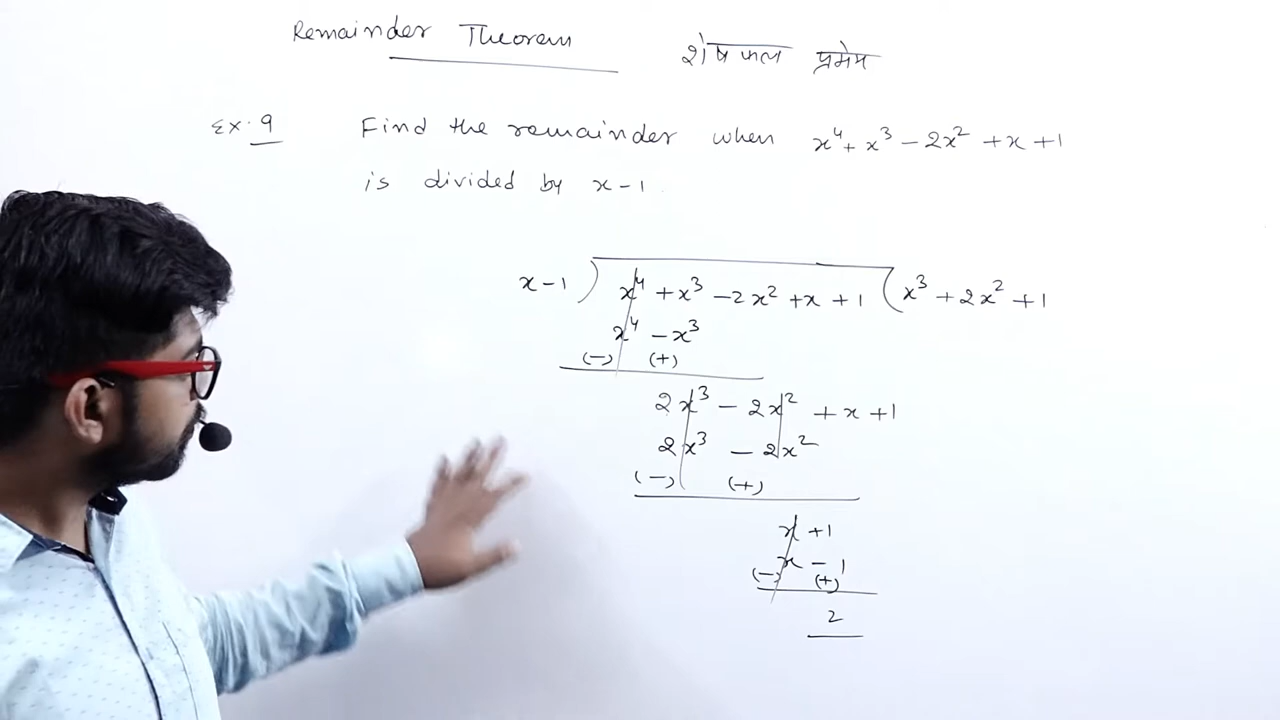 Remainder Theorem शेषफल प्रमेय
Ex. 9 Find the remainder when x⁴ + x³ − 2x² + x + 1
is divided by x − 1.
x − 1 ) x⁴ + x³ − 2x² + x + 1 ( x³ + 2x² + 1
x⁴ − x³
(−) (+)
2x³ − 2x² + x + 1
2x³ − 2x²
(−) (+)
x + 1
x − 1
(−) (+)
2